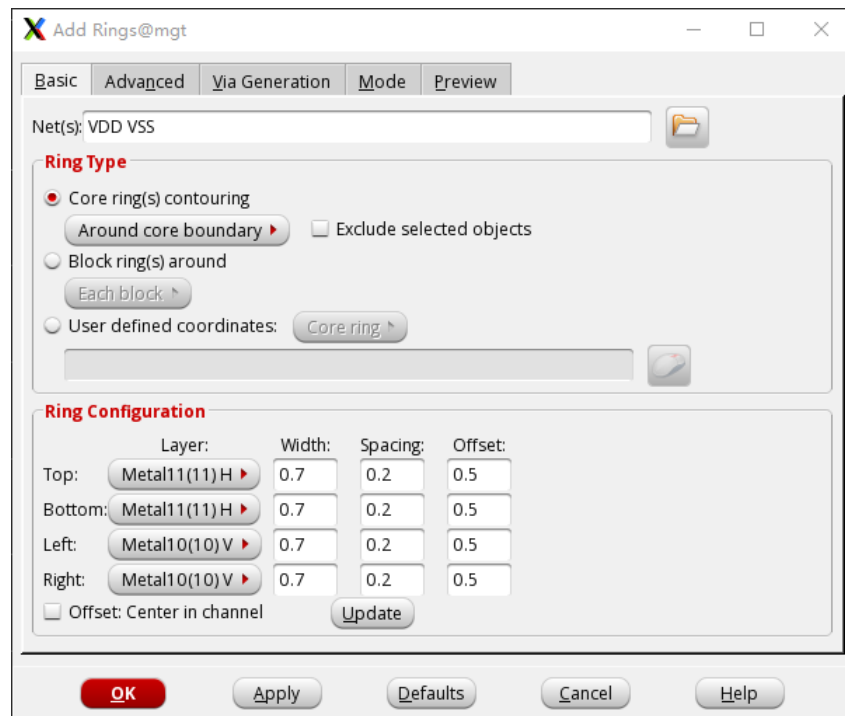 Add Rings@mgt
Basic Advanced Via Generation Mode Preview
Net(s): VDD VSS
Ring Type
Core ring(s) contouring
Around core boundary Exclude selected objects
Block ring(s) around
Each block
User defined coordinates: Core ring
Ring Configuration
Layer: Width: Spacing: Offset:
Top: Metal11(11) H 0.7 0.2 0.5
Bottom: Metal11(11) H 0.7 0.2 0.5
Left: Metal10(10) V 0.7 0.2 0.5
Right: Metal10(10) V 0.7 0.2 0.5
Offset: Center in channel Update
OK Apply Defaults Cancel Help